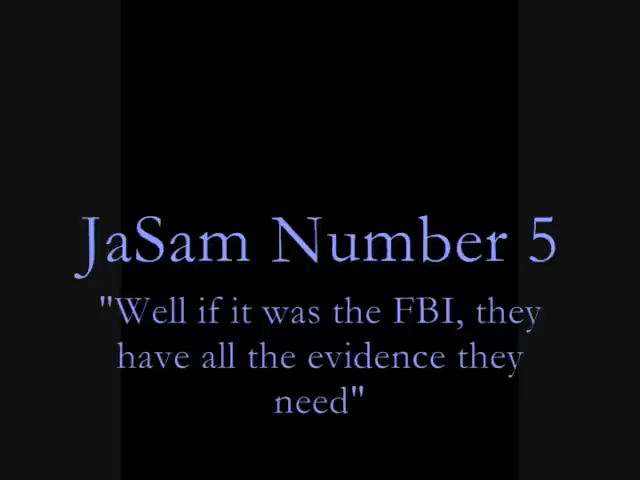 JaSam Number 5
"Well if it was the FBI, they
have all the evidence they
need"